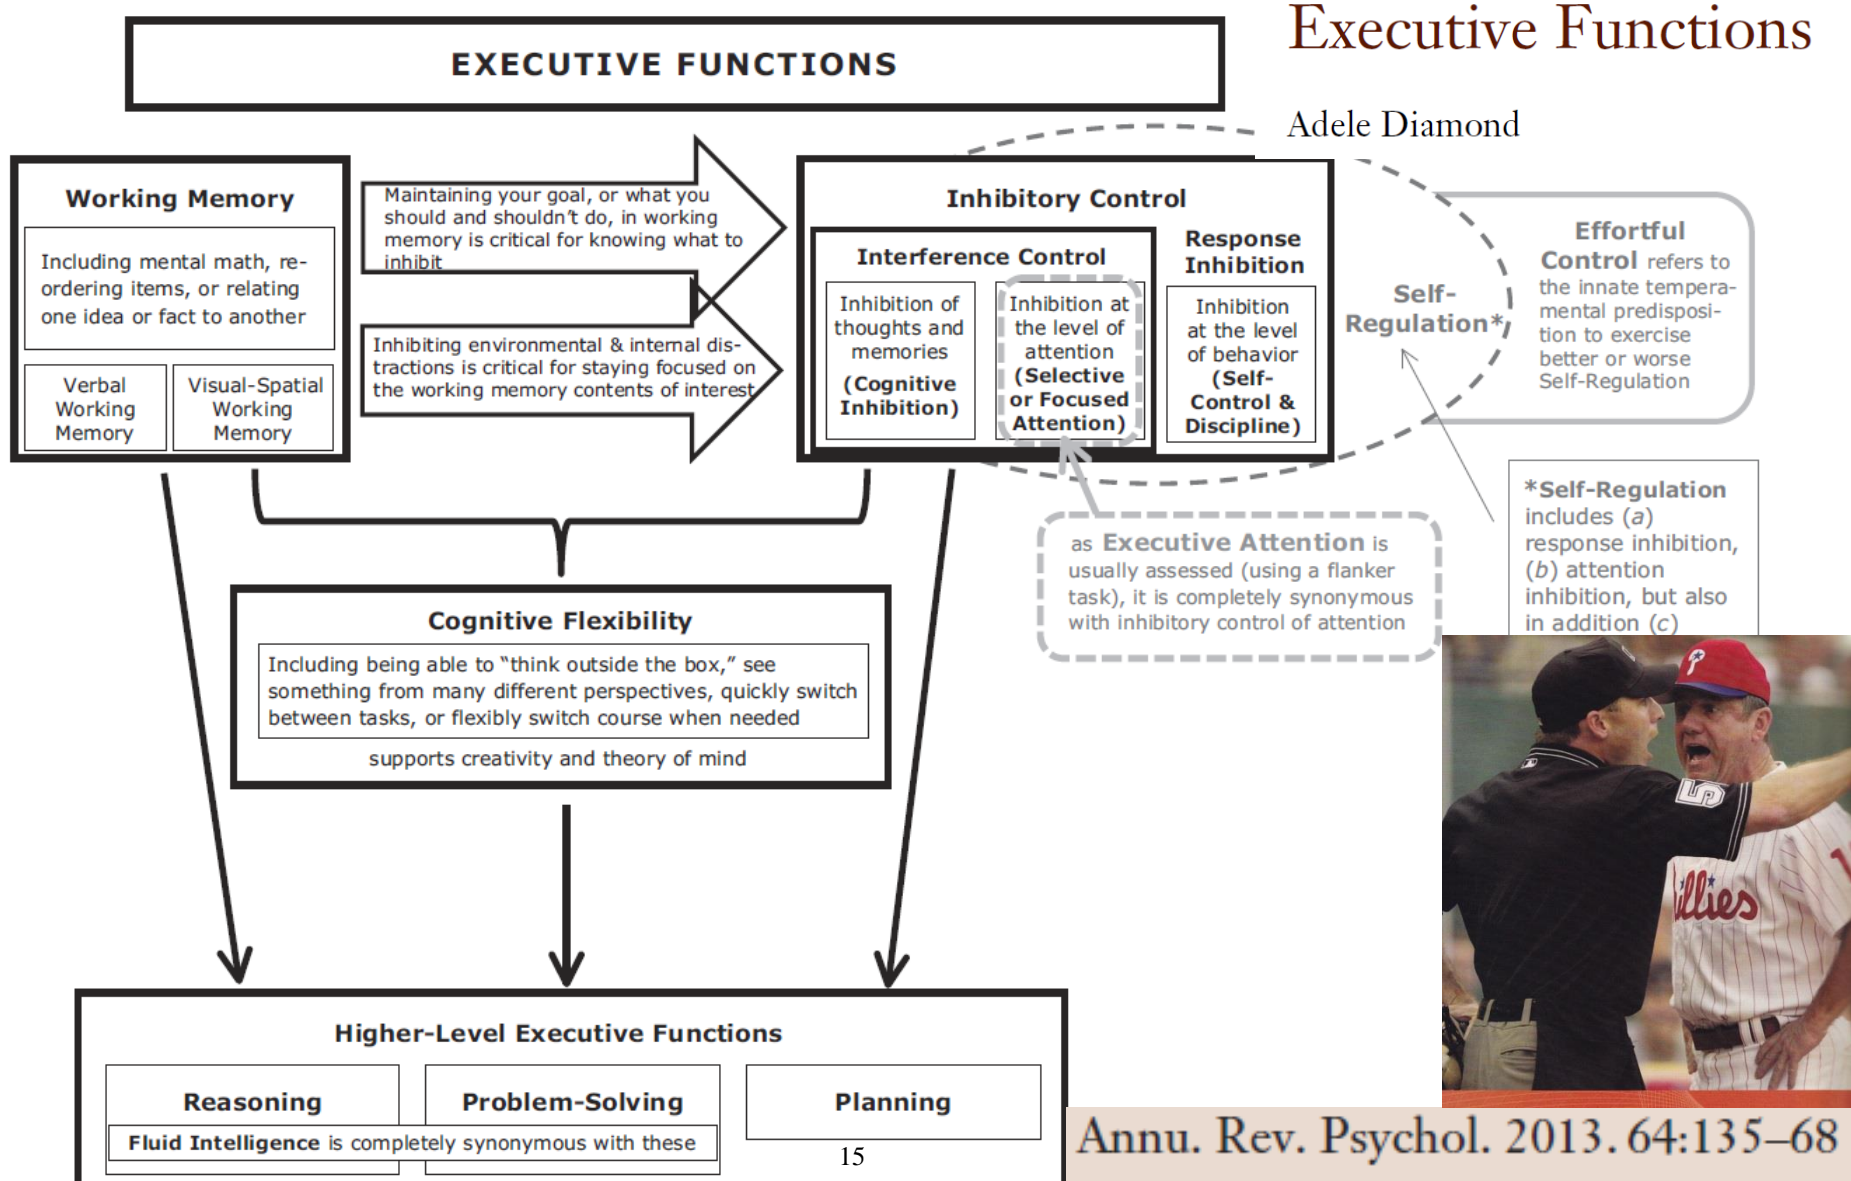 EXECUTIVE FUNCTIONS
Executive Functions
Adele Diamond
Working Memory
Including mental math, re-
ordering items, or relating
one idea or fact to another
Verbal
Working
Memory
Visual-Spatial
Working
Memory
Maintaining your goal, or what you
should and shouldn't do, in working
memory is critical for knowing what to
inhibit
Inhibiting environmental & internal dis-
tractions is critical for staying focused on
the working memory contents of interest
Inhibitory Control
Interference Control
Inhibition of
thoughts and
memories
(Cognitive
Inhibition)
Inhibition at
the level of
attention
(Selective
or Focused
Attention)
Response
Inhibition
Inhibition
at the level
of behavior
(Self-
Control &
Discipline)
Self-
Regulation*
Effortful
Control refers to
the innate tempera-
mental predisposi-
tion to exercise
better or worse
Self-Regulation
*Self-Regulation
includes (a)
response inhibition,
(b) attention
inhibition, but also
in addition (c)
as Executive Attention is
usually assessed (using a flanker
task), it is completely synonymous
with inhibitory control of attention
Cognitive Flexibility
Including being able to “think outside the box,” see
something from many different perspectives, quickly switch
between tasks, or flexibly switch course when needed
supports creativity and theory of mind
P
5
illies
1
Higher-Level Executive Functions
Reasoning
Problem-Solving
Planning
Fluid Intelligence is completely synonymous with these
15
Annu. Rev. Psychol. 2013. 64:135–68